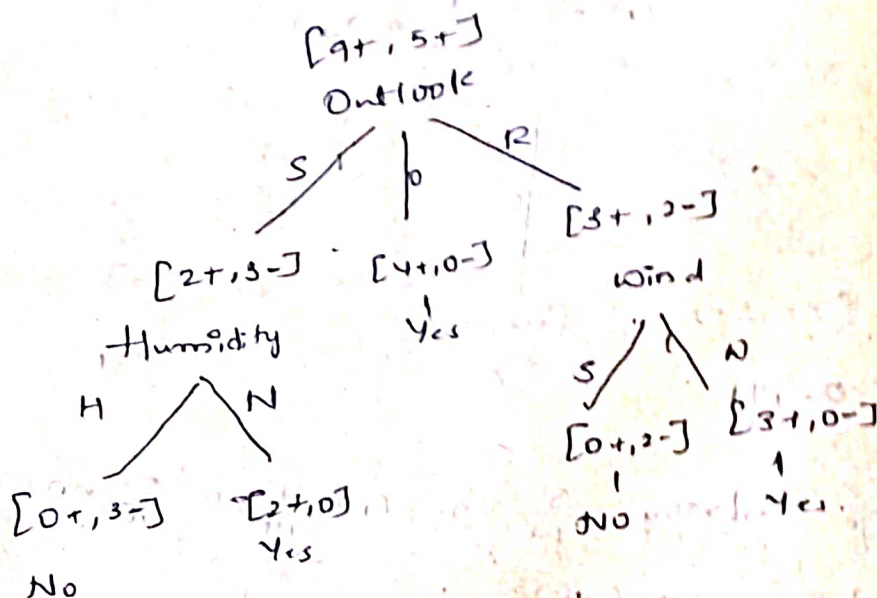 [9+, 5+]
Outlook
S
O
R
[2+, 3-]
[4+, 0-]
[3+, 2-]
Humidity
Yes
Wind
H
N
S
N
[0+, 3-]
[2+, 0]
[0+, 2-]
[3+, 0-]
No
Yes
NO
Yes.